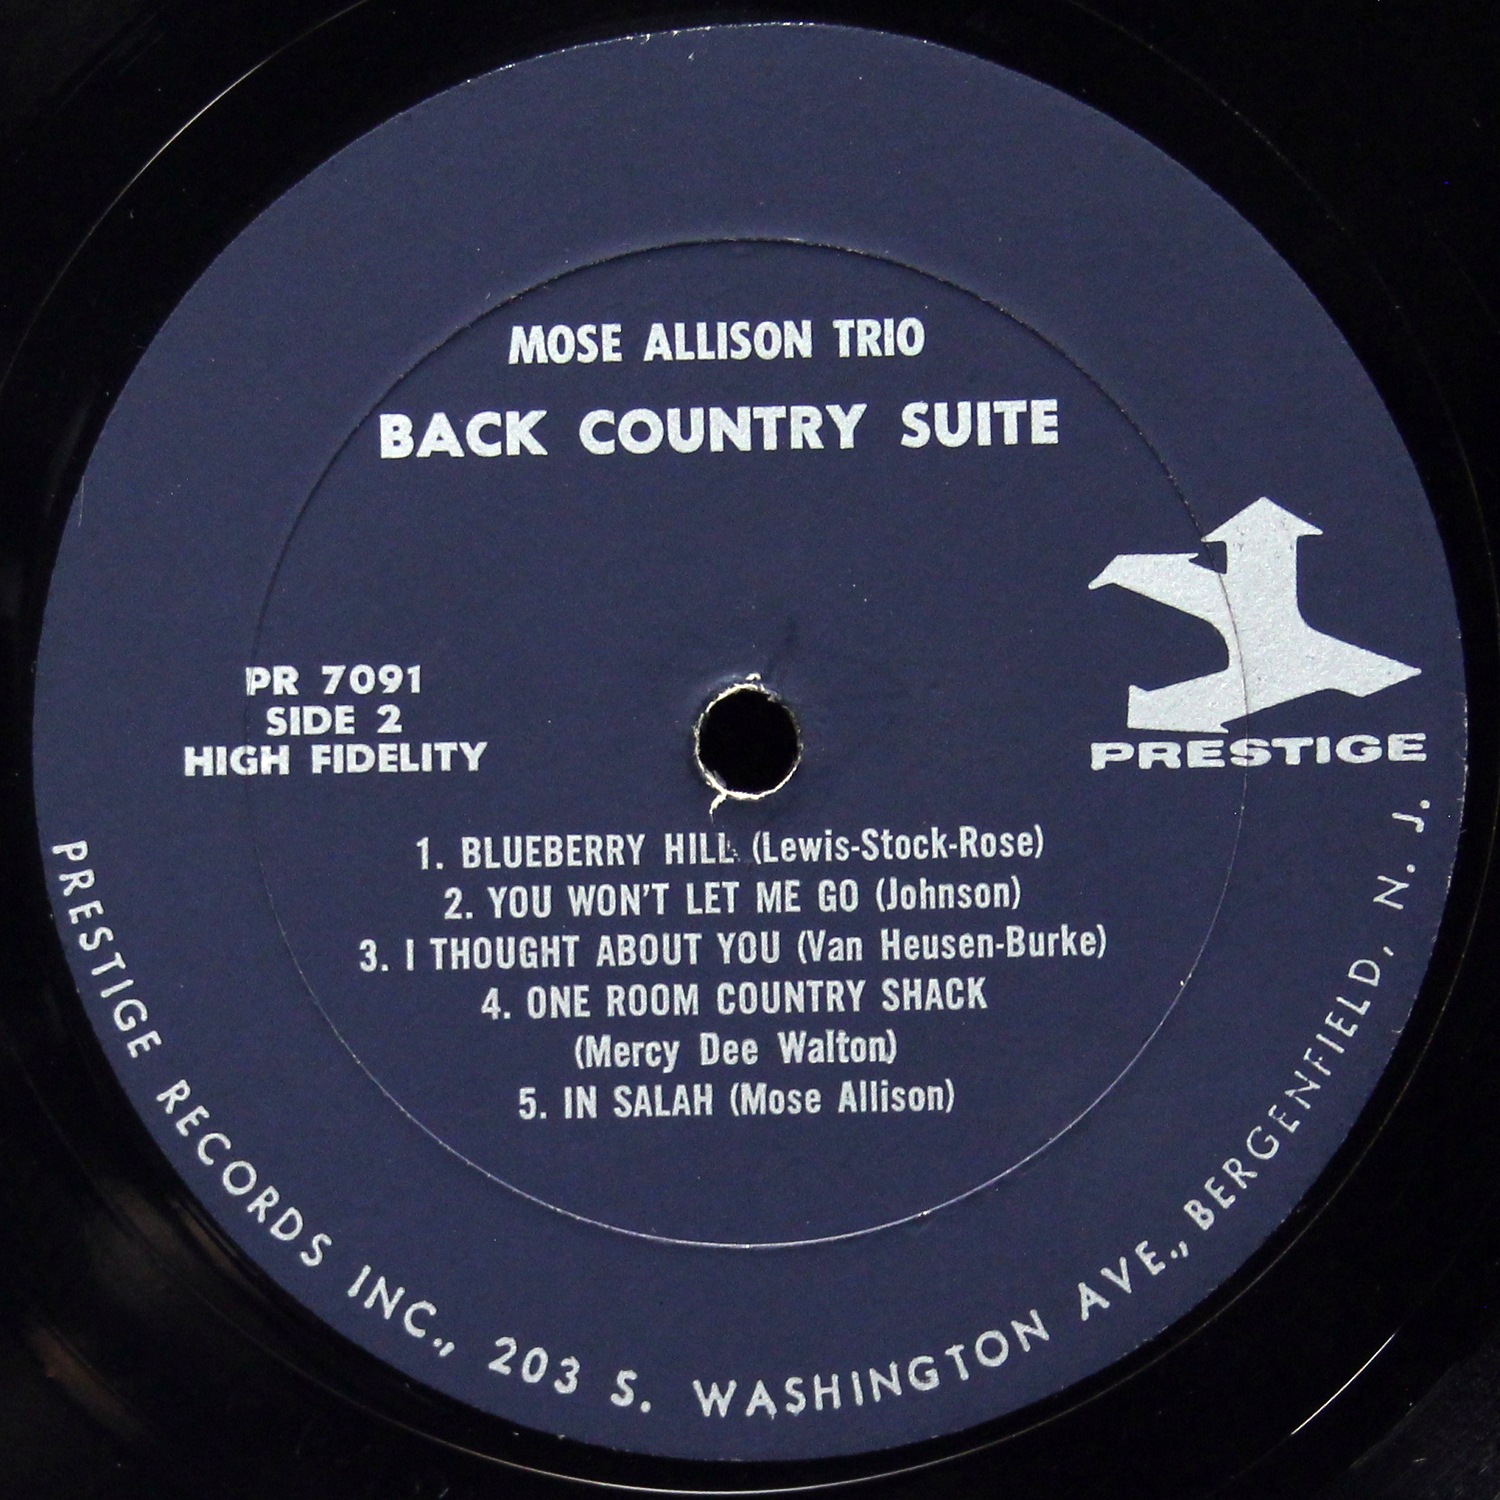 MOSE ALLISON TRIO
BACK COUNTRY SUITE
PR 7091
SIDE 2
HIGH FIDELITY
PRESTIGE
1. BLUEBERRY HILL (Lewis-Stock-Rose)
2. YOU WON'T LET ME GO (Johnson)
3. I THOUGHT ABOUT YOU (Van Heusen-Burke)
4. ONE ROOM COUNTRY SHACK
(Mercy Dee Walton)
5. IN SALAH (Mose Allison)
PRESTIGE RECORDS INC., 203 S. WASHINGTON AVE., BERGENFIELD, N. J.